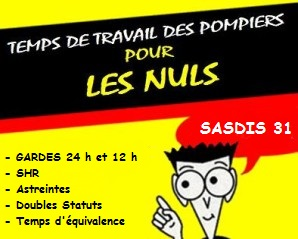 TEMPS DE TRAVAIL DES POMPIERS
POUR
LES NULS
SASDIS 31
- GARDES 24 h et 12 h
- SHR
- Astreintes
- Doubles Statuts
- Temps d'équivalence